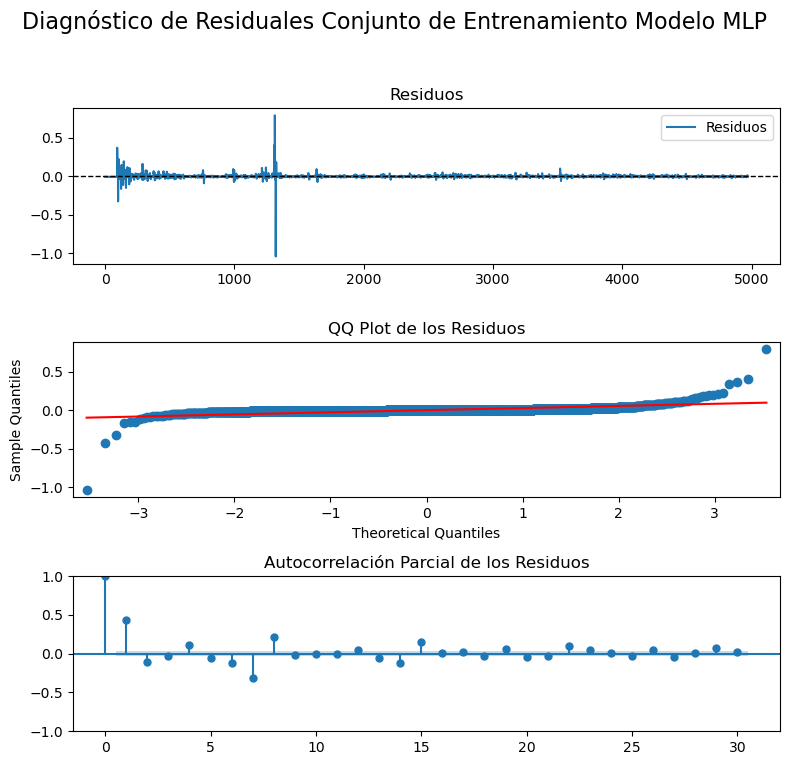 Diagnóstico de Residuales Conjunto de Entrenamiento Modelo MLP
Residuos
Residuos
0.5
0.0
−0.5
−1.0
0 1000 2000 3000 4000 5000
QQ Plot de los Residuos
Sample Quantiles
0.5
0.0
−0.5
−1.0
−3 −2 −1 0 1 2 3
Theoretical Quantiles
Autocorrelación Parcial de los Residuos
1.0
0.5
0.0
−0.5
−1.0
0 5 10 15 20 25 30